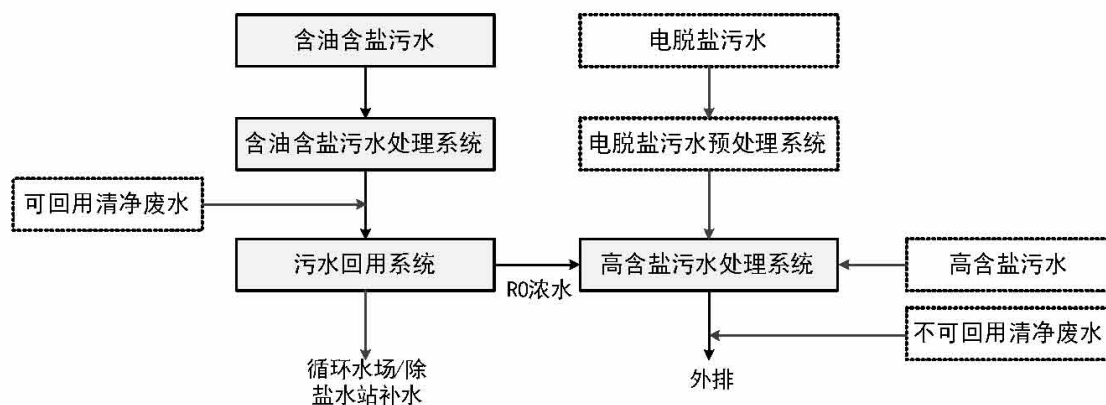 含油含盐污水
电脱盐污水
含油含盐污水处理系统
电脱盐污水预处理系统
可回用清净废水
污水回用系统
RO浓水
高含盐污水处理系统
高含盐污水
不可回用清净废水
循环水场/除
盐水站补水
外排